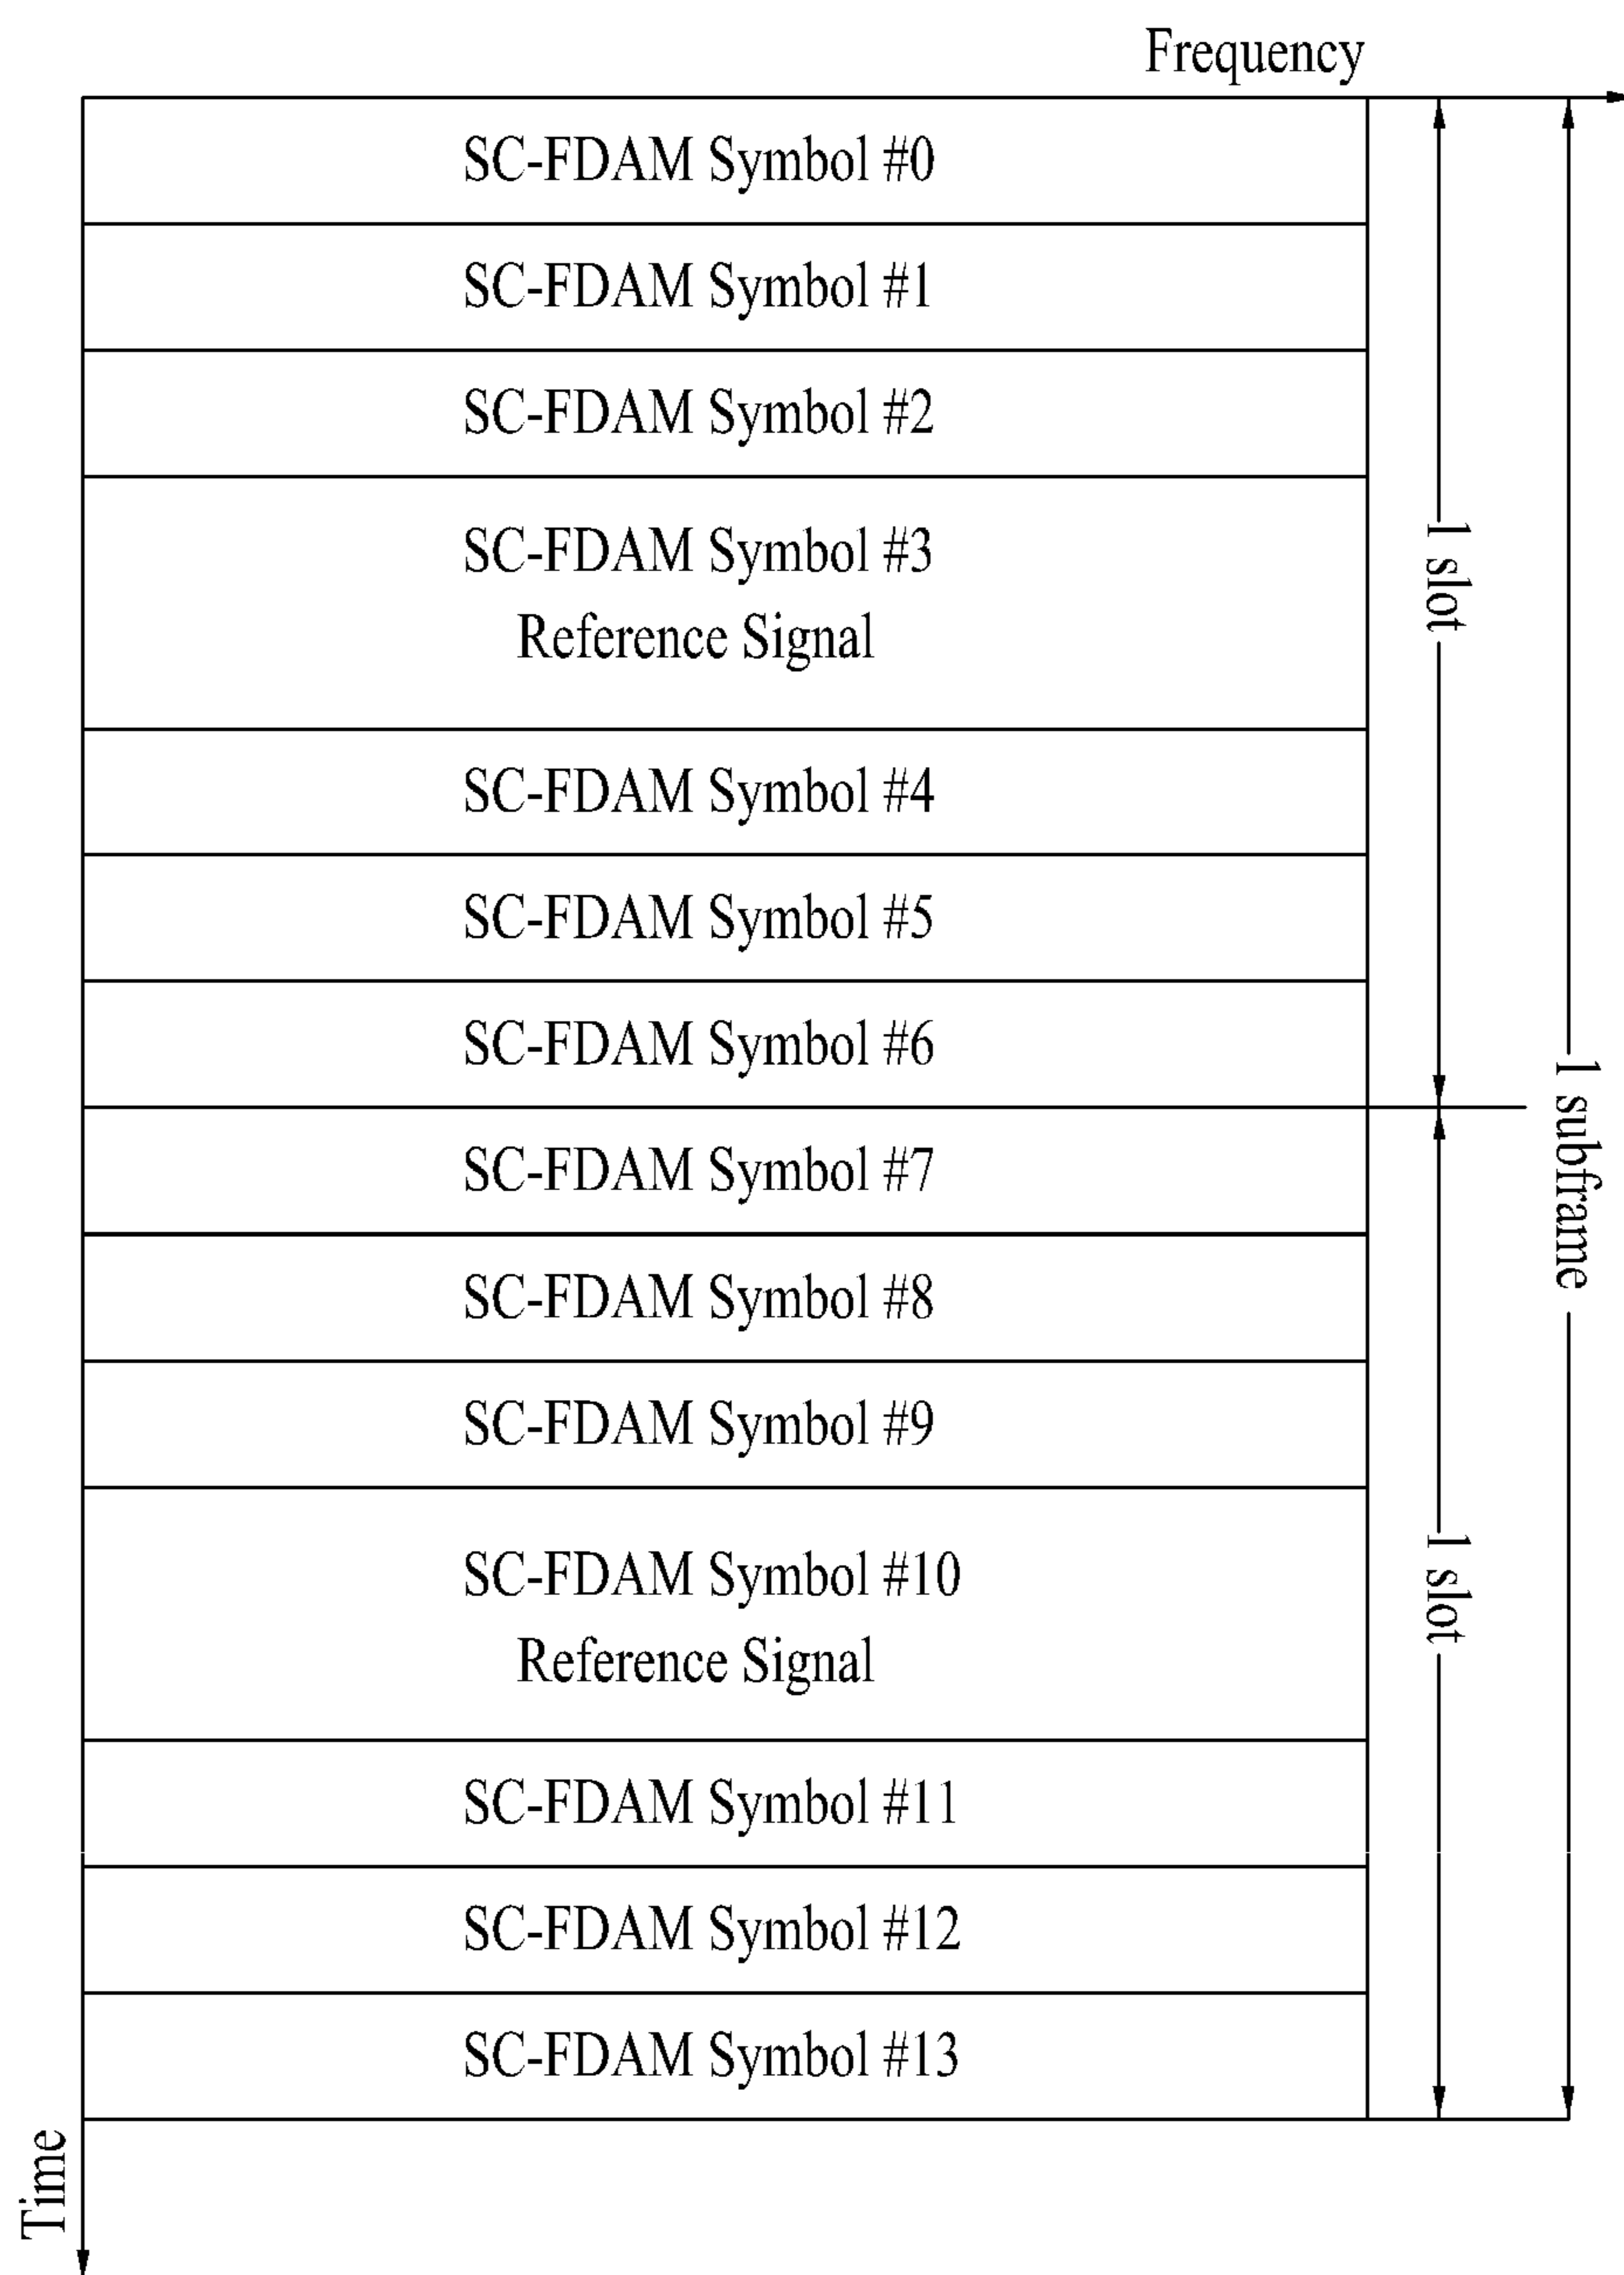 Frequency
SC-FDAM Symbol #0
SC-FDAM Symbol #1
SC-FDAM Symbol #2
SC-FDAM Symbol #3
Reference Signal
SC-FDAM Symbol #4
SC-FDAM Symbol #5
SC-FDAM Symbol #6
1 slot
SC-FDAM Symbol #7
SC-FDAM Symbol #8
SC-FDAM Symbol #9
SC-FDAM Symbol #10
Reference Signal
SC-FDAM Symbol #11
SC-FDAM Symbol #12
SC-FDAM Symbol #13
1 slot
1 subframe
Time